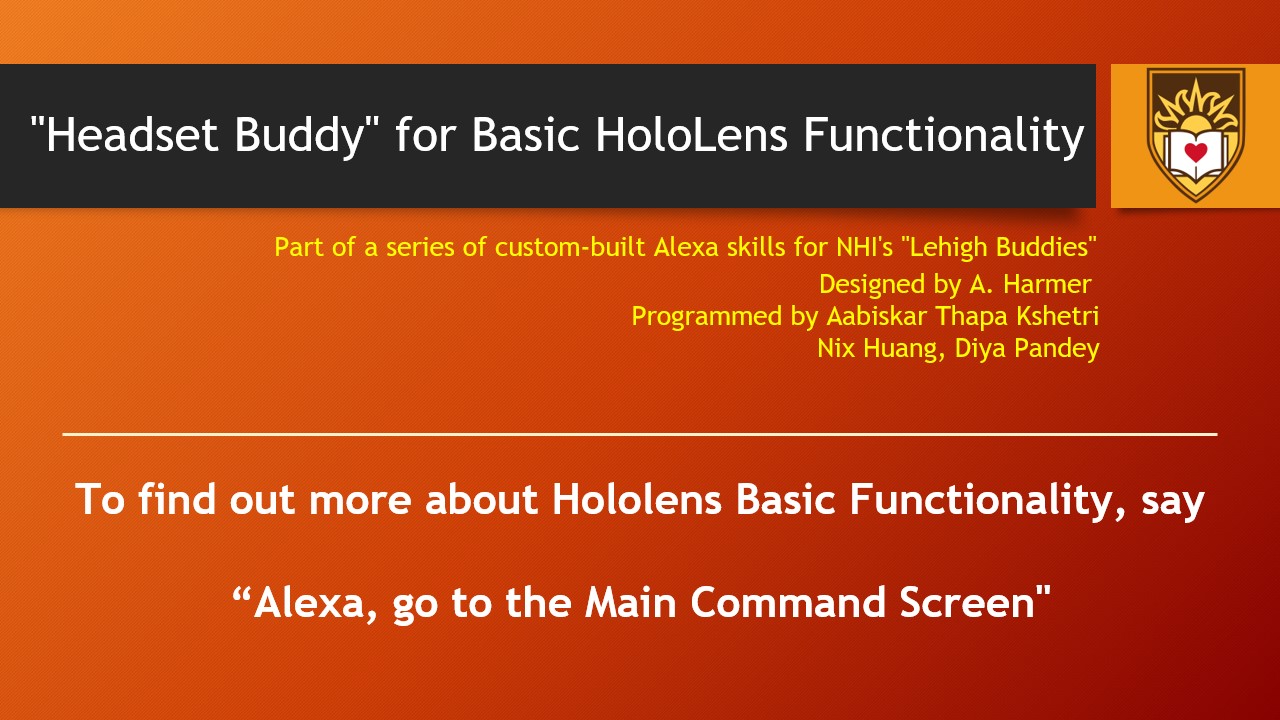 "Headset Buddy" for Basic HoloLens Functionality
Part of a series of custom-built Alexa skills for NHI's "Lehigh Buddies"
Designed by A. Harmer
Programmed by Aabiskar Thapa Kshetri
Nix Huang, Diya Pandey
To find out more about Hololens Basic Functionality, say
“Alexa, go to the Main Command Screen"